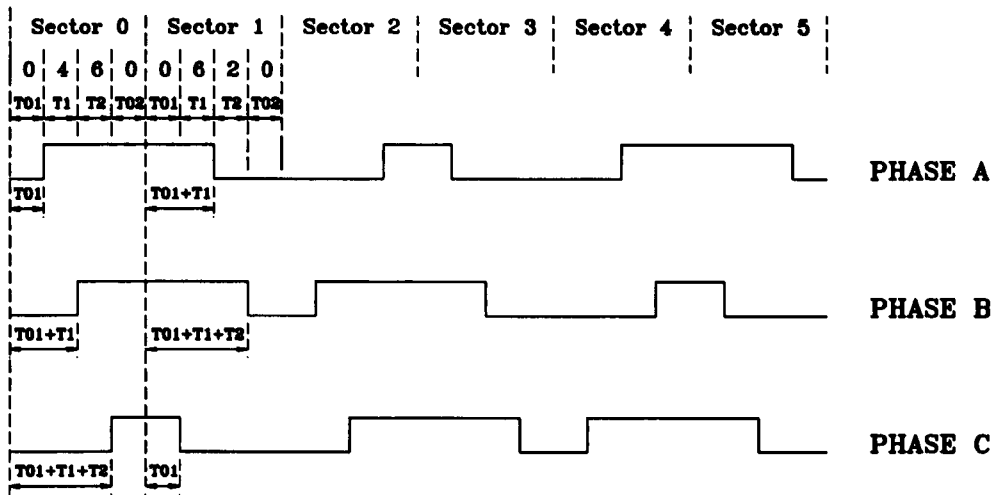 Sector 0 Sector 1 Sector 2 Sector 3 Sector 4 Sector 5
0 4 6 0 0 6 2 0
T01 T1 T2 T02 T01 T1 T2 T02
PHASE A
T01 T01+T1
PHASE B
T01+T1 T01+T1+T2
PHASE C
T01+T1+T2 T01